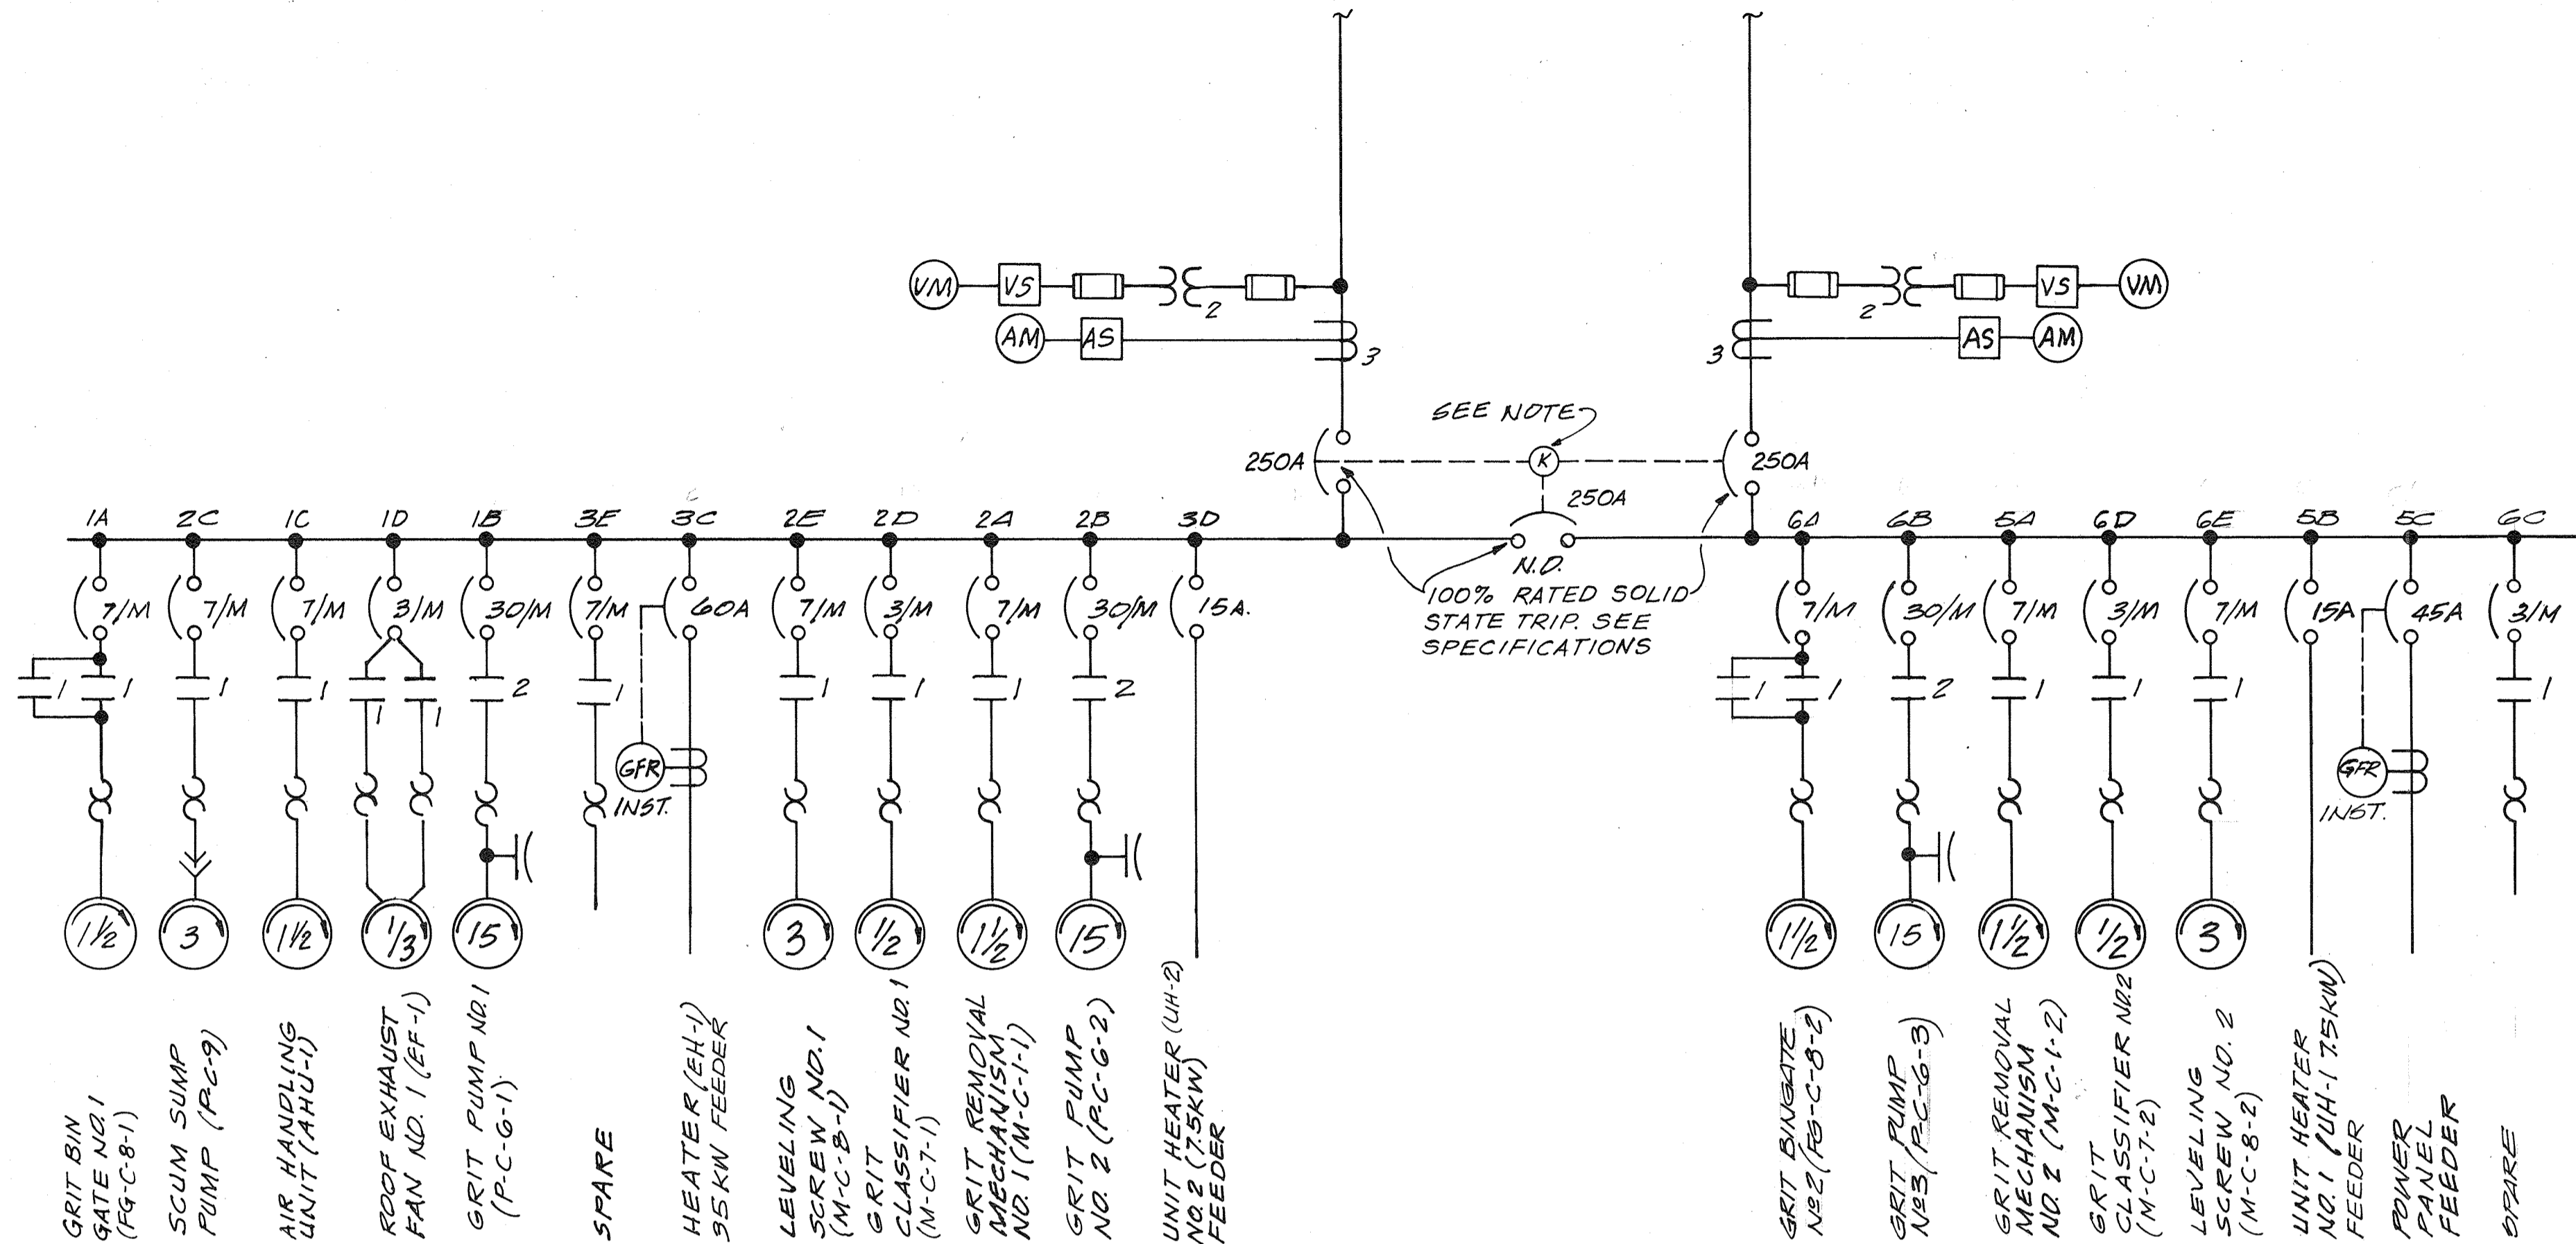 VM VS 2
AM AS 3
2 VS VM
3 AS AM
SEE NOTE
250A K 250A
250A
1A 2C 1C 1D 1B 3E 3C 2E 2D 2A 2B 3D
N.O.
6A 6B 5A 6D 6E 5B 5C 6C
7/M 7/M 7/M 3/M 30/M 7/M 60A 7/M 3/M 7/M 30/M 15A.
100% RATED SOLID
STATE TRIP. SEE
SPECIFICATIONS
7/M 30/M 7/M 3/M 7/M 15A 45A 3/M
1 1 1 1 1 1 2 1 1 1 1 2
1 1 2 1 1 1 1
GFR
INST.
GFR
INST.
1½ 3 1½ 1/3 15 3 1/2 1½ 15
1½ 15 1½ 1/2 3
GRIT BIN
GATE NO.1
(FG-C-8-1)
SCUM SUMP
PUMP (P-C-9)
AIR HANDLING
UNIT (AHU-1)
ROOF EXHAUST
FAN NO. 1 (EF-1)
GRIT PUMP NO.1
(P-C-6-1)
SPARE
HEATER (EH-1)
35KW FEEDER
LEVELING
SCREW NO.1
(M-C-8-1)
GRIT
CLASSIFIER NO.1
(M-C-7-1)
GRIT REMOVAL
MECHANISM
NO.1 (M-C-1-1)
GRIT PUMP
NO. 2 (P-C-6-2)
UNIT HEATER (UH-2)
NO.2 (7.5KW)
FEEDER
GRIT BINGATE
Nº2 (FG-C-8-2)
GRIT PUMP
Nº3 (P-C-6-3)
GRIT REMOVAL
MECHANISM
NO.2 (M-C-1-2)
GRIT
CLASSIFIER NO.2
(M-C-7-2)
LEVELING
SCREW NO. 2
(M-C-8-2)
UNIT HEATER
NO.1 (UH-1 7.5KW)
FEEDER
POWER
PANEL
FEEDER
SPARE